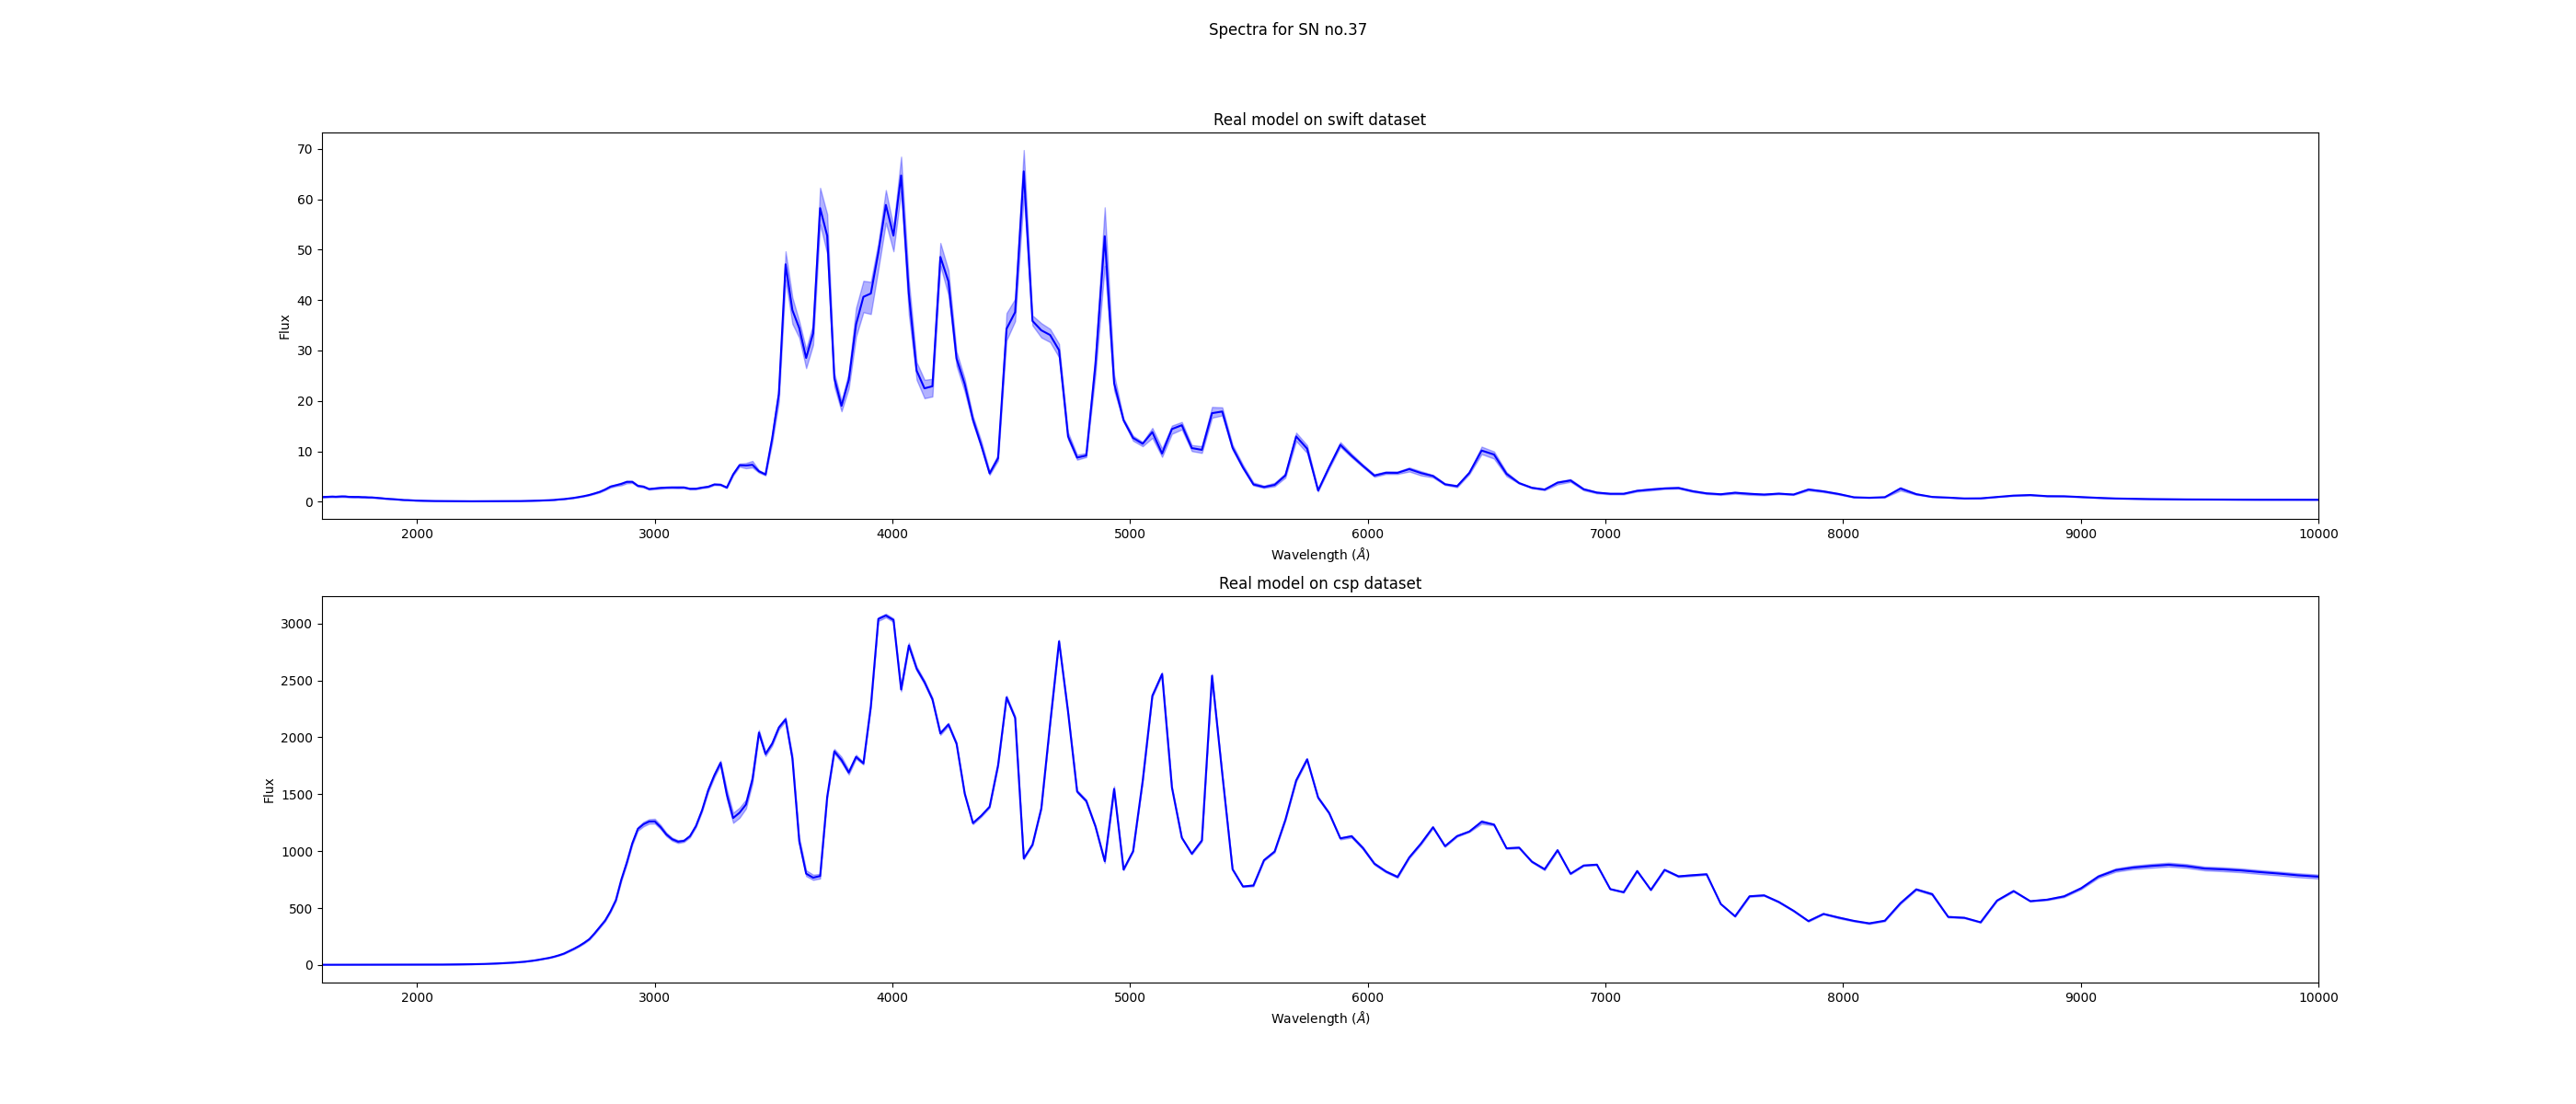 Spectra for SN no.37
Real model on swift dataset
70
60
50
40
30
20
10
0
Flux
2000 3000 4000 5000 6000 7000 8000 9000 10000
Wavelength (Å)
Real model on csp dataset
3000
2500
2000
1500
1000
500
0
Flux
2000 3000 4000 5000 6000 7000 8000 9000 10000
Wavelength (Å)